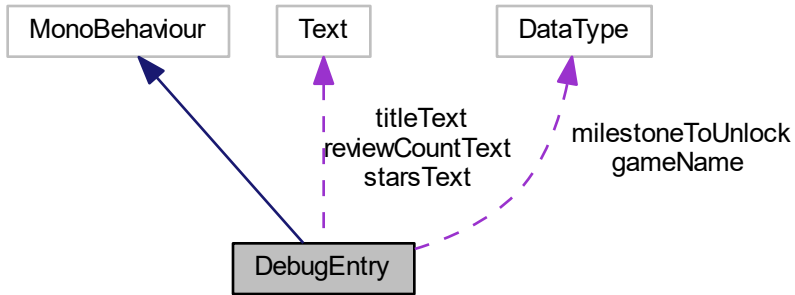 MonoBehaviour
Text
DataType
titleText
reviewCountText
starsText
milestoneToUnlock
gameName
DebugEntry